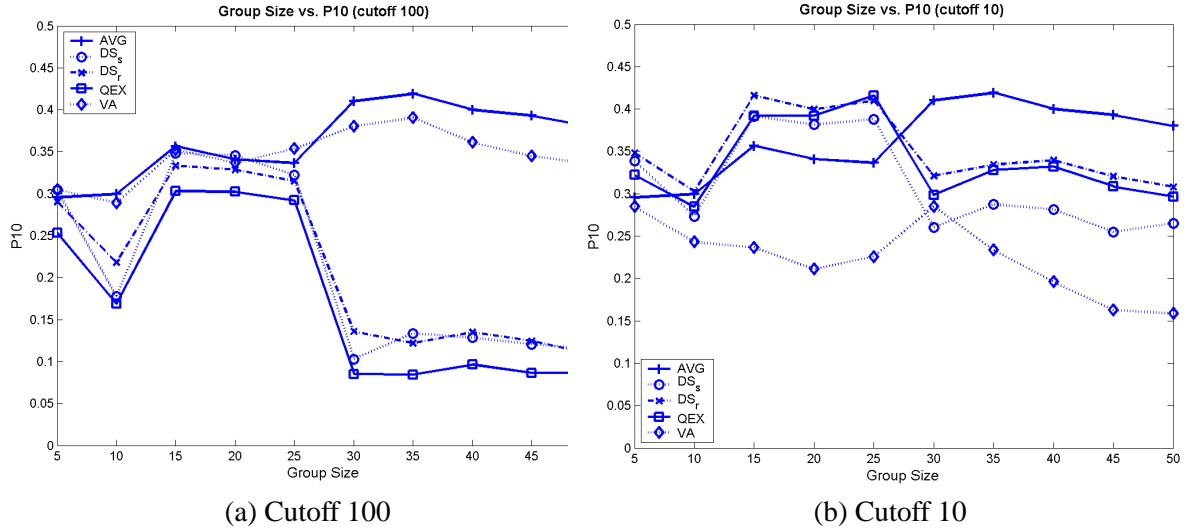 Group Size vs. P10 (cutoff 100)
0.5
0.45
0.4
0.35
0.3
0.25
0.2
0.15
0.1
0.05
0
P10
AVG
DSs
DSr
QEX
VA
5 10 15 20 25 30 35 40 45
Group Size
(a) Cutoff 100
Group Size vs. P10 (cutoff 10)
0.5
0.45
0.4
0.35
0.3
0.25
0.2
0.15
0.1
0.05
0
P10
AVG
DSs
DSr
QEX
VA
5 10 15 20 25 30 35 40 45 50
Group Size
(b) Cutoff 10